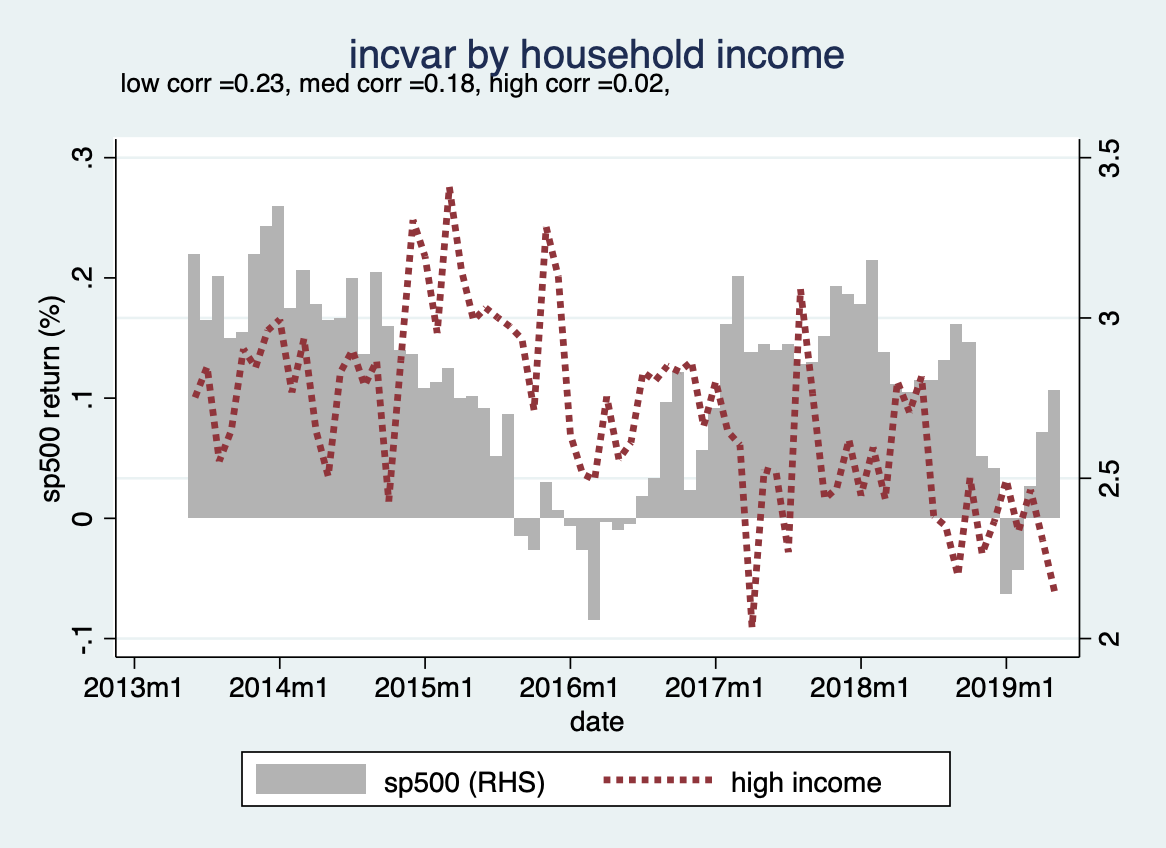 incvar by household income
low corr =0.23, med corr =0.18, high corr =0.02,
.3
.2
.1
0
-.1
sp500 return (%)
3.5
3
2.5
2
2013m1 2014m1 2015m1 2016m1 2017m1 2018m1 2019m1
date
sp500 (RHS) high income